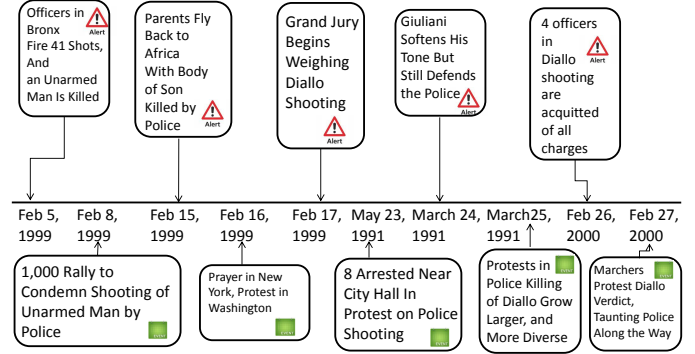 Officers in
Bronx
Fire 41 Shots,
And
an Unarmed
Man Is Killed
Alert
Parents Fly
Back to
Africa
With Body
of Son
Killed by
Police
Alert
Grand Jury
Begins
Weighing
Diallo
Shooting
Alert
Giuliani
Softens His
Tone But
Still Defends
the Police
Alert
4 officers
in
Diallo
shooting
are
acquitted
of all
charges
Alert
Feb 5,
1999
Feb 8,
1999
Feb 15,
1999
Feb 16,
1999
Feb 17,
1999
May 23,
1991
March 24,
1991
March25,
1991
Feb 26,
2000
Feb 27,
2000
1,000 Rally to
Condemn Shooting of
Unarmed Man by
Police
Prayer in New
York, Protest in
Washington
8 Arrested Near
City Hall In
Protest on Police
Shooting
Protests in
Police Killing
of Diallo Grow
Larger, and
More Diverse
Marchers
Protest Diallo
Verdict,
Taunting Police
Along the Way